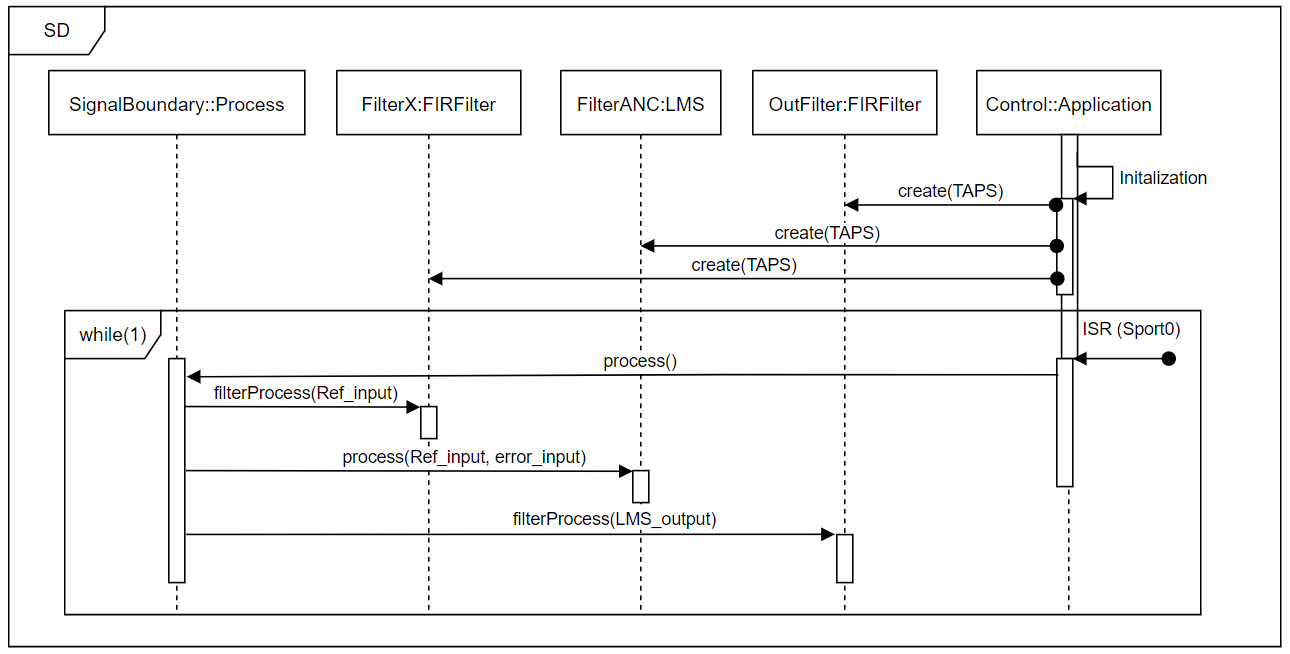 SD
SignalBoundary::Process
FilterX:FIRFilter
FilterANC:LMS
OutFilter:FIRFilter
Control::Application
Initalization
create(TAPS)
create(TAPS)
create(TAPS)
while(1)
ISR (Sport0)
process()
filterProcess(Ref_input)
process(Ref_input, error_input)
filterProcess(LMS_output)